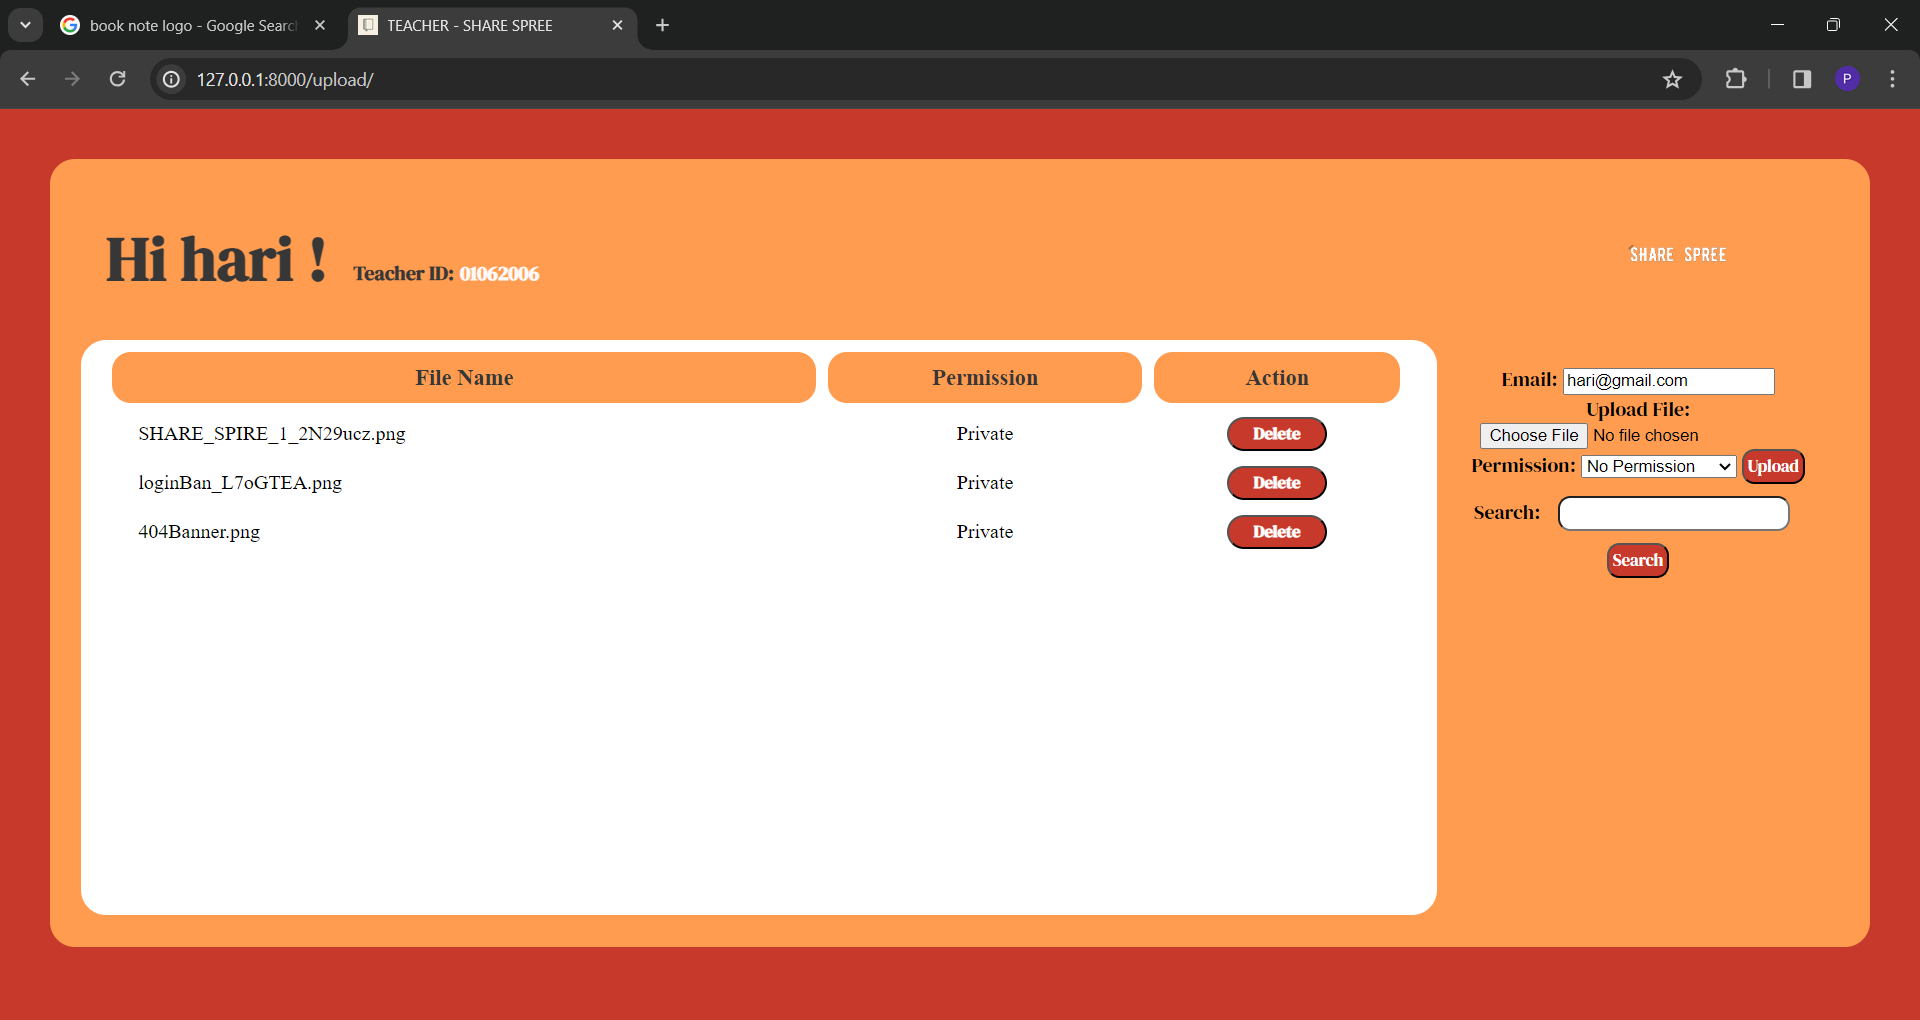 book note logo - Google Searc
TEACHER - SHARE SPREE
127.0.0.1:8000/upload/
P
Hi hari !
Teacher ID: 01062006
SHARE SPREE
File Name Permission Action
SHARE_SPIRE_1_2N29ucz.png Private Delete
loginBan_L7oGTEA.png Private Delete
404Banner.png Private Delete
Email: hari@gmail.com
Upload File:
Choose File No file chosen
Permission: No Permission Upload
Search:
Search